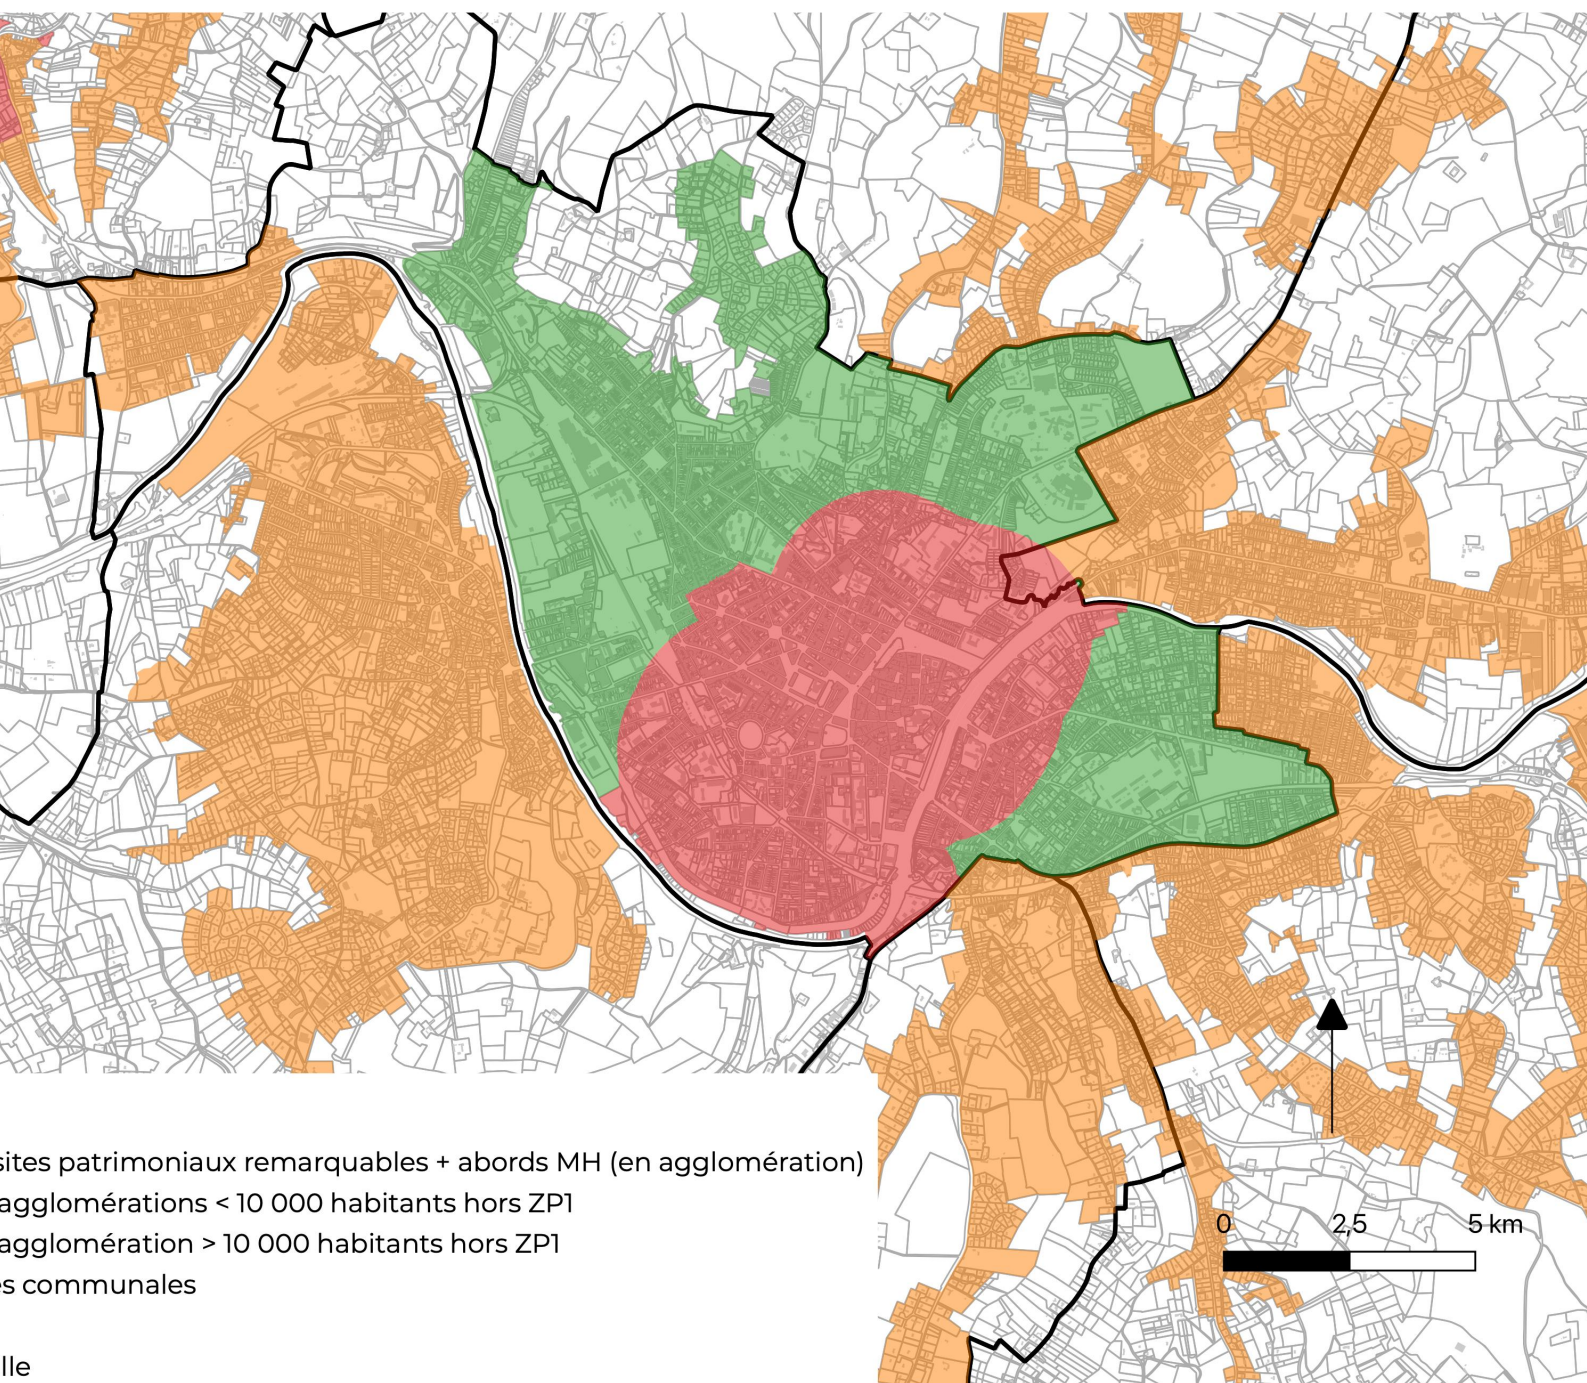 sites patrimoniaux remarquables + abords MH (en agglomération)
agglomérations < 10 000 habitants hors ZP1
agglomération > 10 000 habitants hors ZP1
es communales
lle
0 2,5 5 km